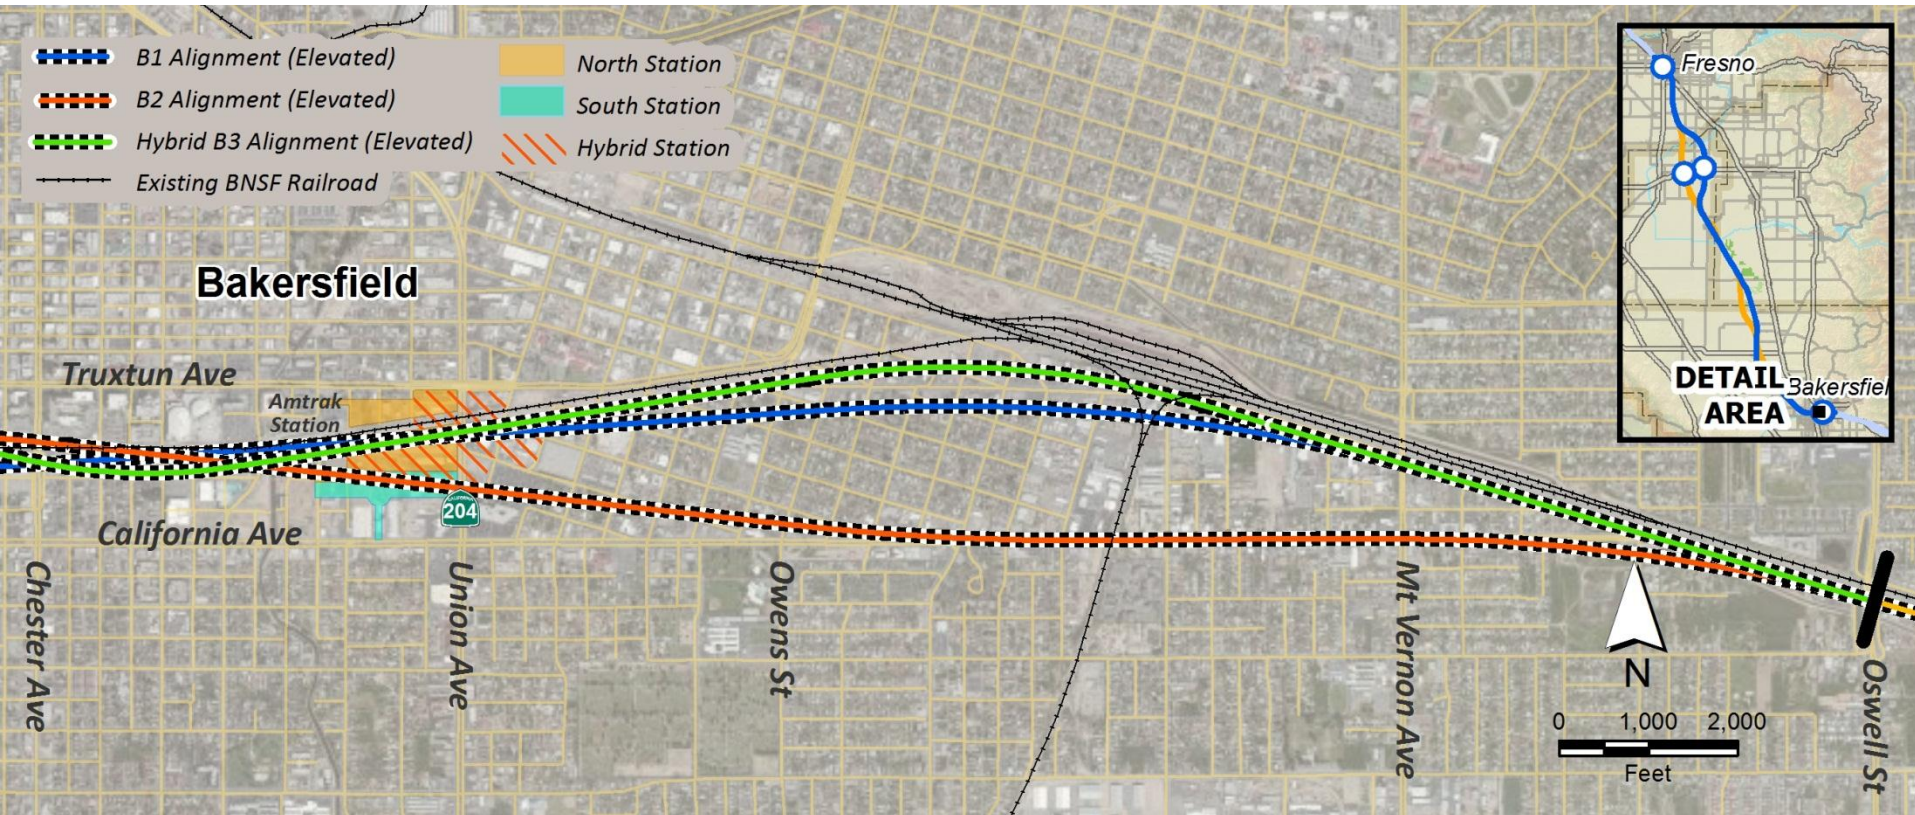 B1 Alignment (Elevated)
B2 Alignment (Elevated)
Hybrid B3 Alignment (Elevated)
Existing BNSF Railroad
North Station
South Station
Hybrid Station
Fresno
DETAIL
AREA
Bakersfiel
Bakersfield
Truxtun Ave
Amtrak
Station
California Ave
CALIFORNIA
204
Chester Ave
Union Ave
Owens St
Mt Vernon Ave
Oswell St
N
0 1,000 2,000
Feet